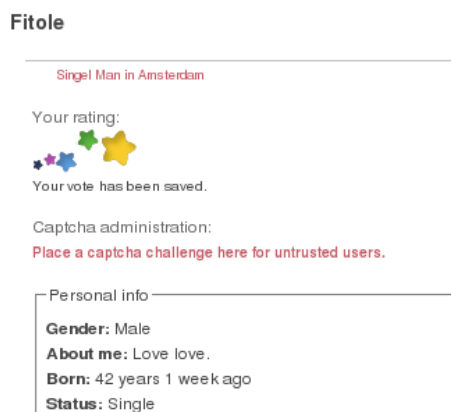 Fitole
Singel Man in Amsterdam
Your rating:
Your vote has been saved.
Captcha administration:
Place a captcha challenge here for untrusted users.
Personal info
Gender: Male
About me: Love love.
Born: 42 years 1 week ago
Status: Single